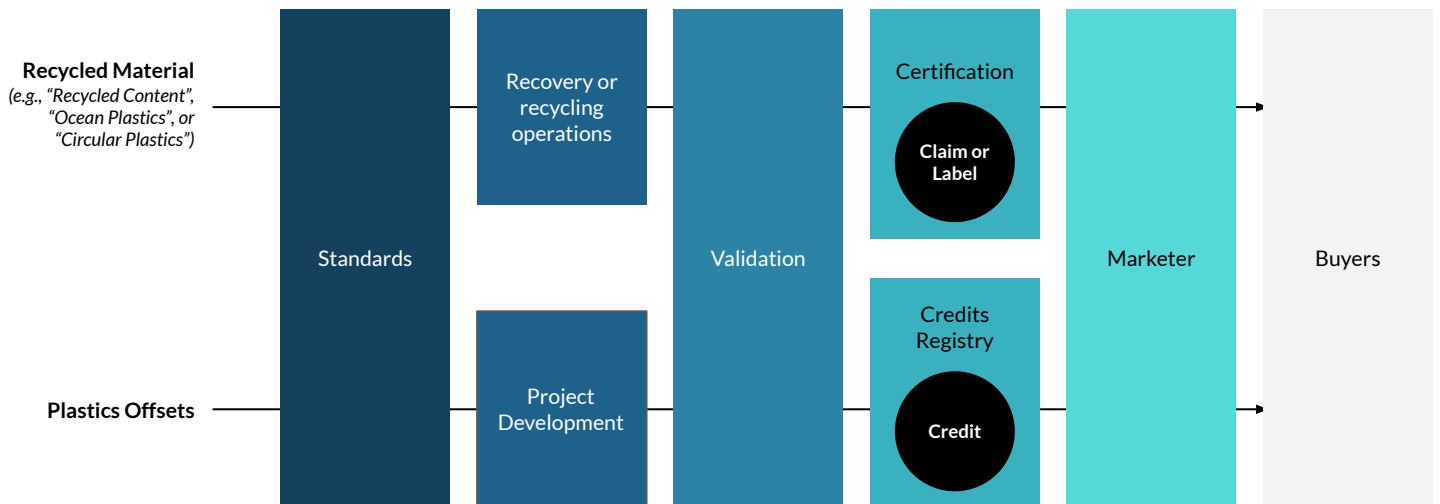 Recycled Material
(e.g., “Recycled Content”,
“Ocean Plastics”, or
“Circular Plastics”)
Standards
Recovery or
recycling
operations
Validation
Certification
Claim or
Label
Marketer
Buyers
Plastics Offsets
Project
Development
Credits
Registry
Credit